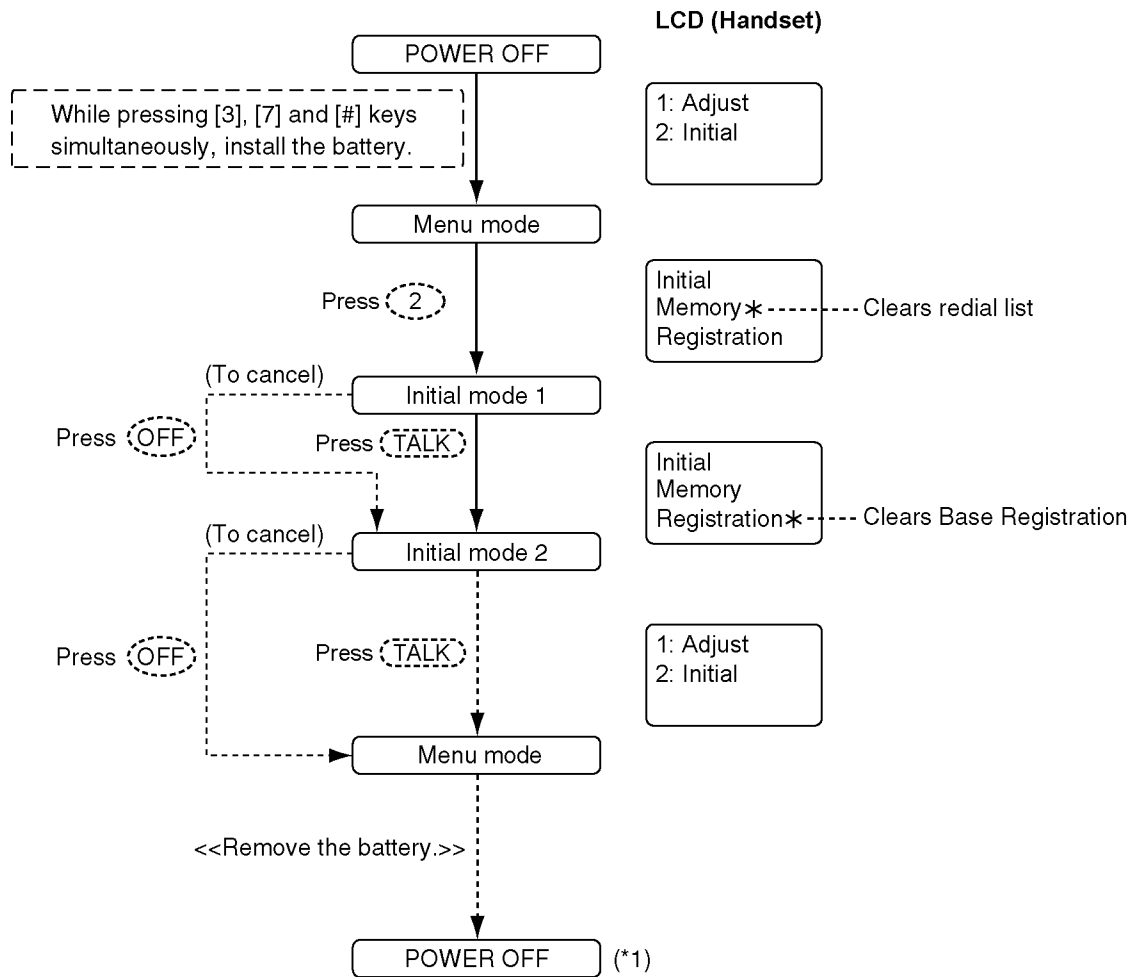 LCD (Handset)
POWER OFF
While pressing [3], [7] and [#] keys
simultaneously, install the battery.
1: Adjust
2: Initial
Menu mode
Press 2
Initial
Memory* Clears redial list
Registration
(To cancel)
Initial mode 1
Press OFF
Press TALK
Initial
Memory
Registration* Clears Base Registration
(To cancel)
Initial mode 2
Press OFF
Press TALK
1: Adjust
2: Initial
Menu mode
<<Remove the battery.>>
POWER OFF (*1)